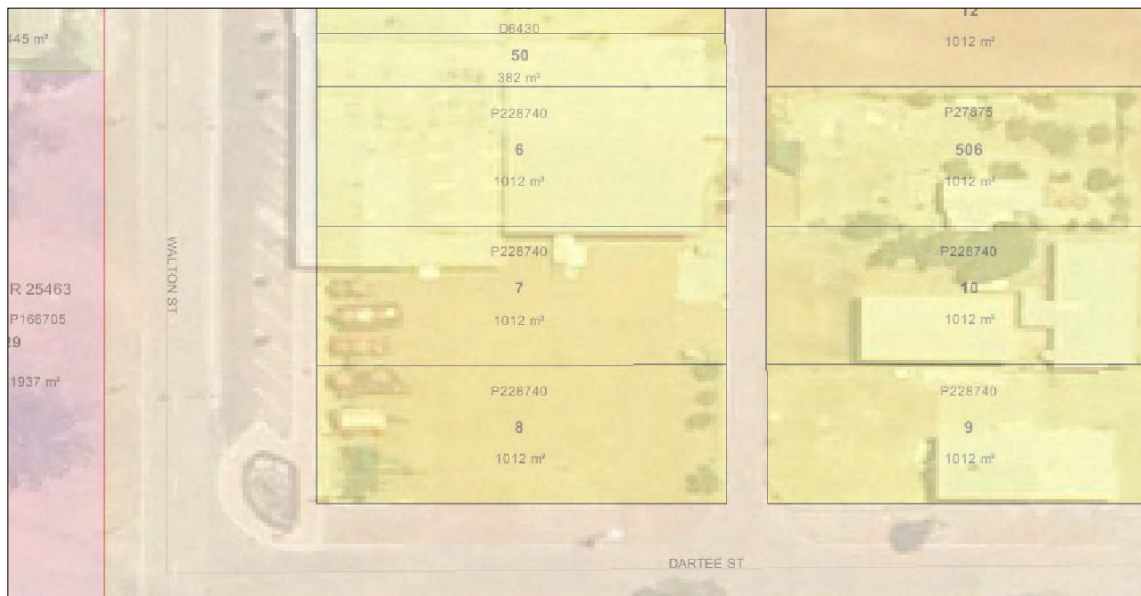 445 m²
D6430
50
382 m²
P228740
6
1012 m²
P228740
7
1012 m²
P228740
8
1012 m²
12
1012 m²
P27875
506
1012 m²
P228740
10
1012 m²
P228740
9
1012 m²
WALTON ST
R 25463
P166705
29
1937 m²
DARTEE ST